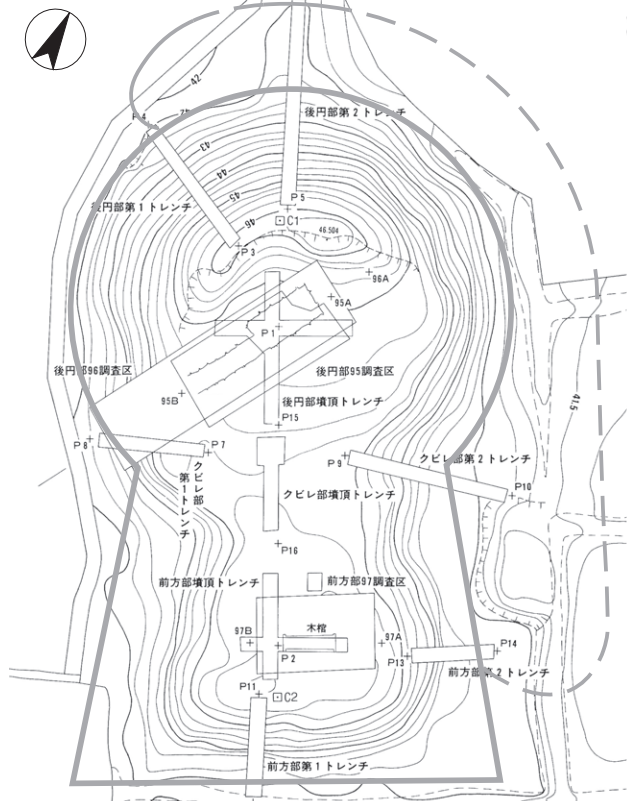 42
P4
後円部第2トレンチ
43
44
45
46
後円部第1トレンチ
P5
C1
46.504
P3
96A
95A
P1
後円部96調査区
後円部95調査区
95B
後円部墳頂トレンチ
41.5
P15
P8
P7
クビレ部第1トレンチ
P9
クビレ部第2トレンチ
P10
クビレ部墳頂トレンチ
P16
前方部墳頂トレンチ
前方部97調査区
木棺
97B
97A
P2
P13
P14
前方部第2トレンチ
P11
C2
前方部第1トレンチ